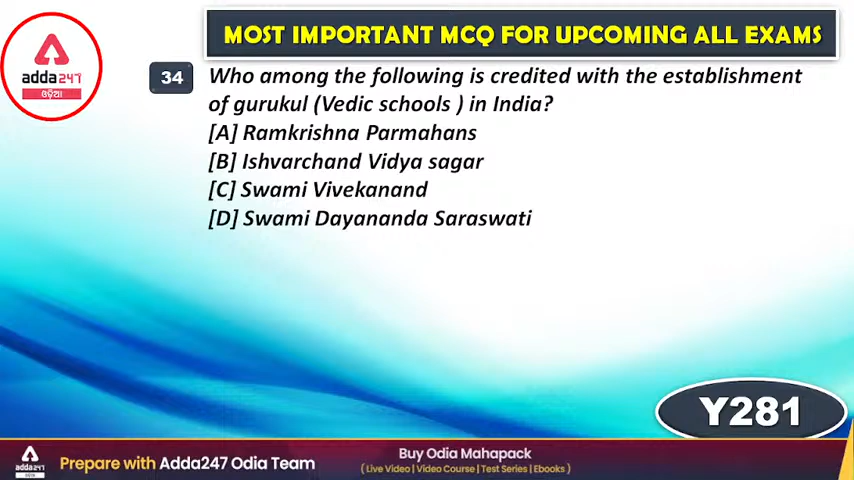 MOST IMPORTANT MCQ FOR UPCOMING ALL EXAMS
adda247
ଓଡ଼ିଆ
34
Who among the following is credited with the establishment
of gurukul (Vedic schools ) in India?
[A] Ramkrishna Parmahans
[B] Ishvarchand Vidya sagar
[C] Swami Vivekanand
[D] Swami Dayananda Saraswati
Y281
adda247
Prepare with Adda247 Odia Team
Buy Odia Mahapack
( Live Video | Video Course | Test Series | Ebooks )